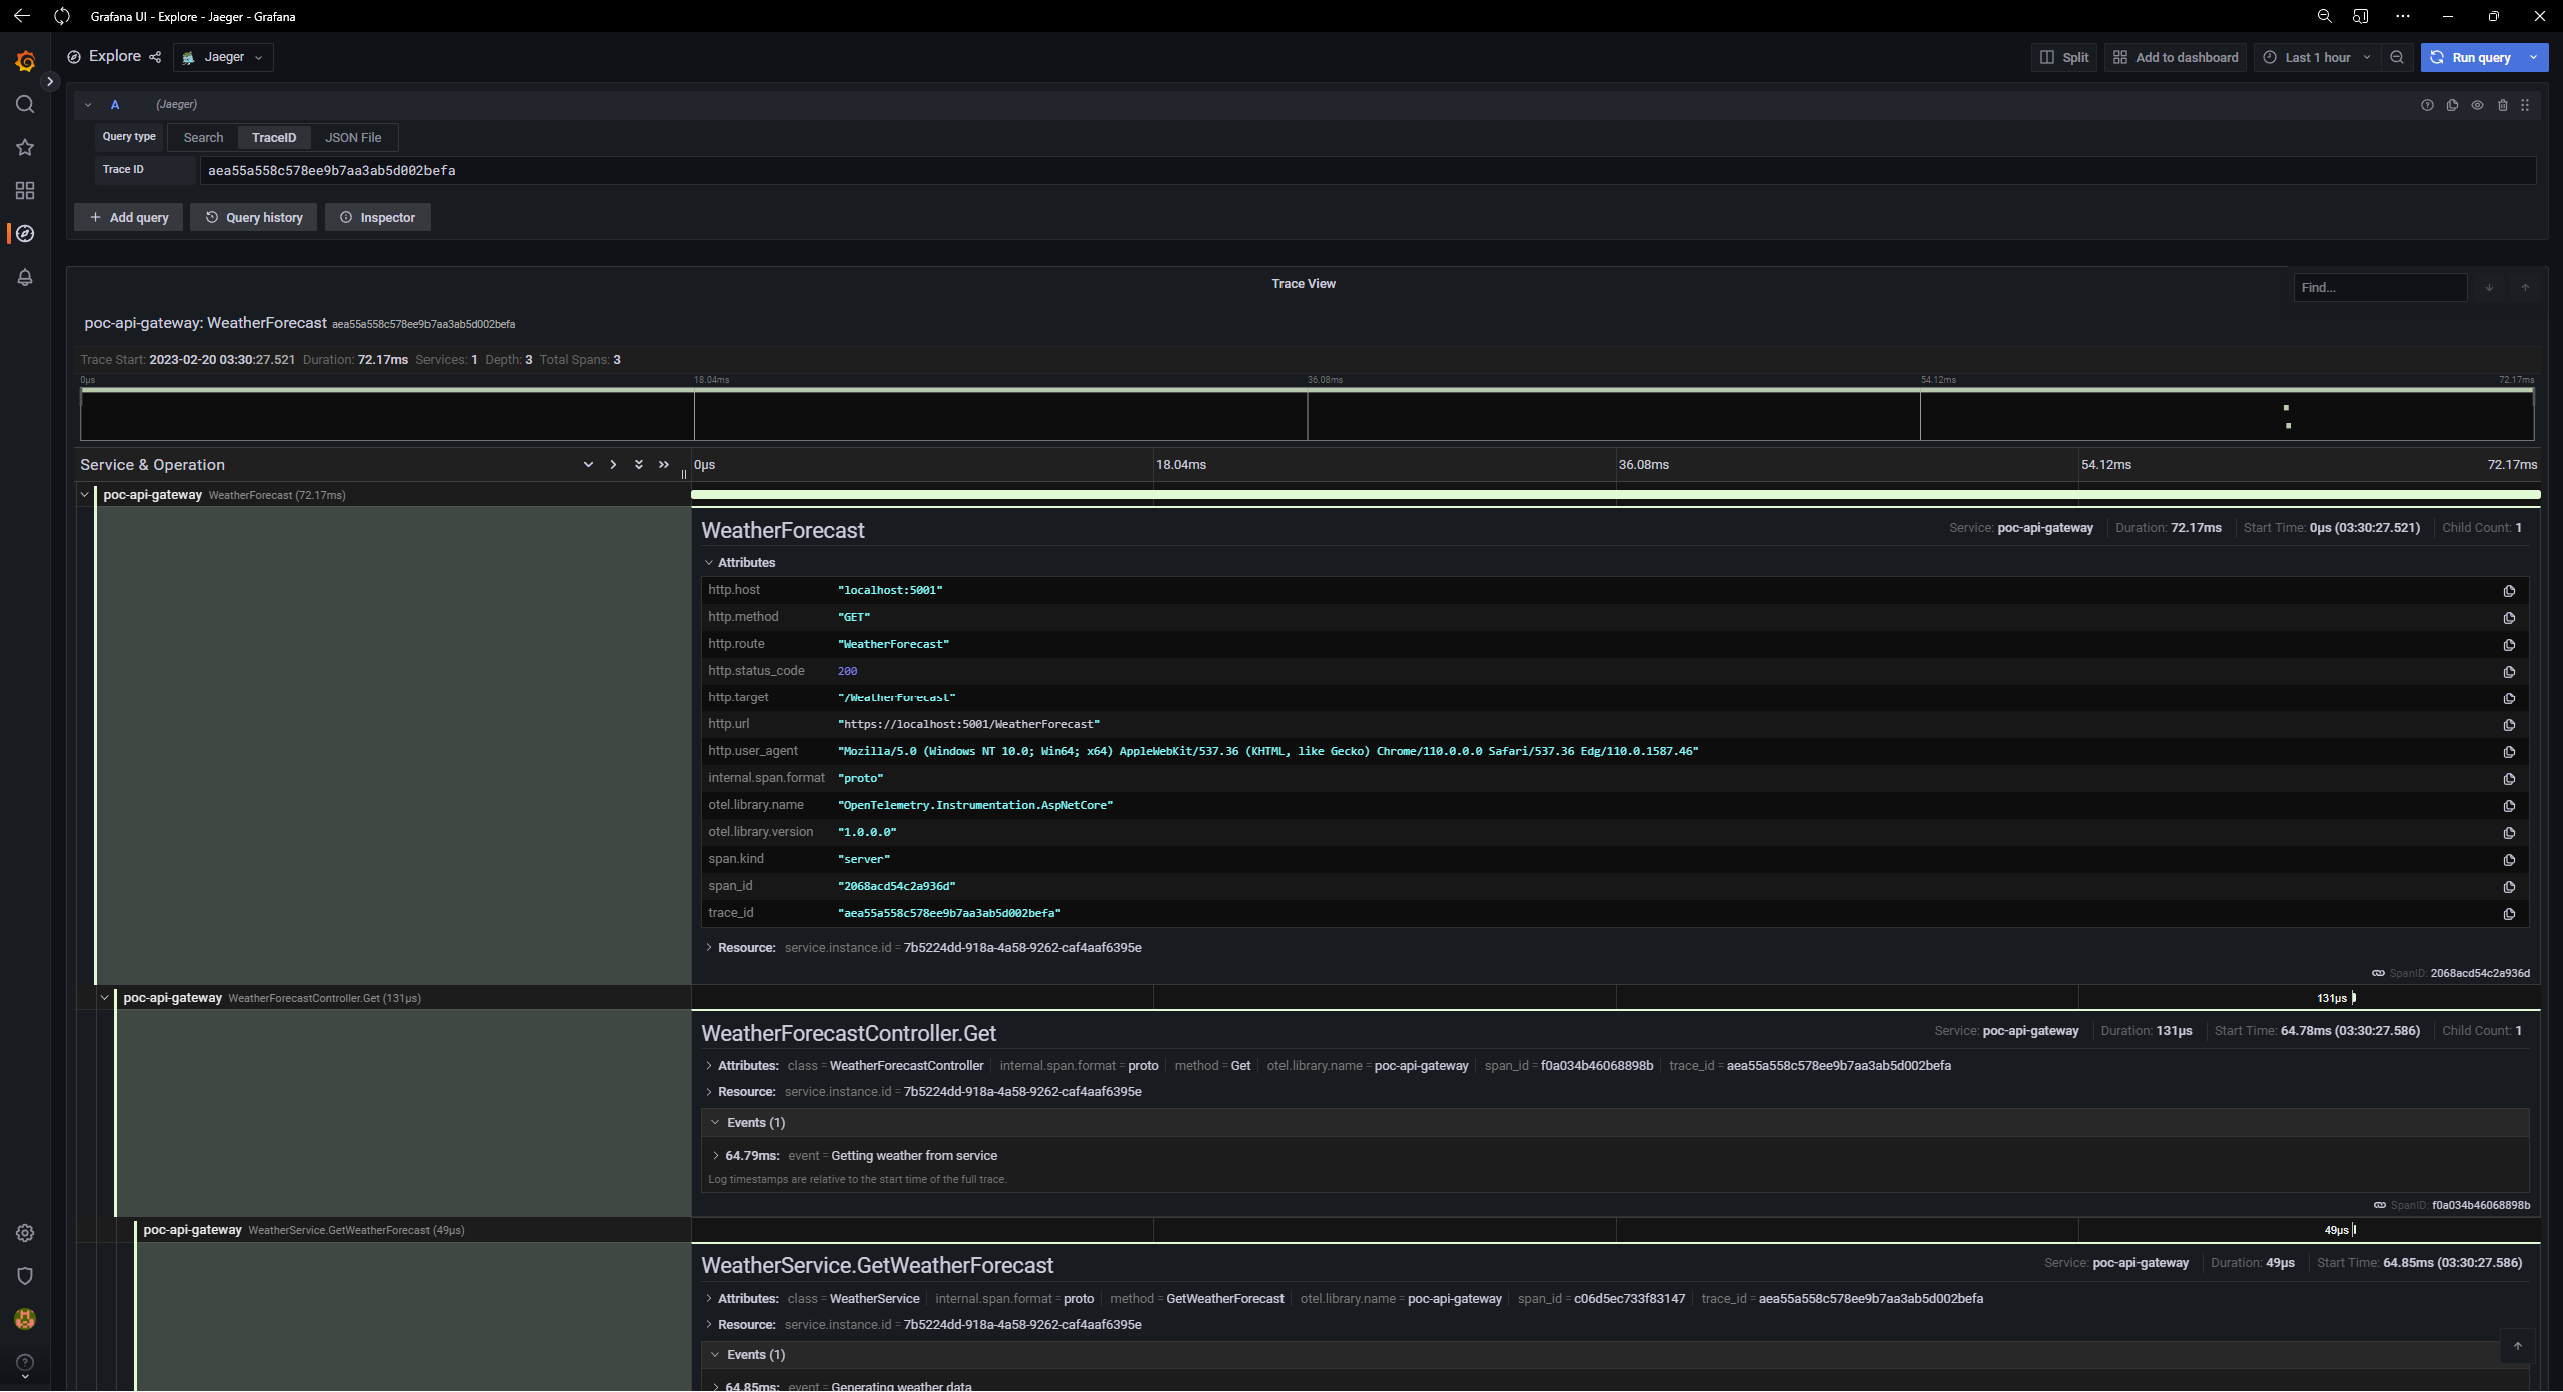 Grafana UI - Explore - Jaeger - Grafana
Explore Jaeger Split Add to dashboard Last 1 hour Run query
A (Jaeger)
Query type Search TraceID JSON File
Trace ID aea55a558c578ee9b7aa3ab5d002befa
Add query Query history Inspector
Trace View
Find...
poc-api-gateway: WeatherForecast aea55a558c578ee9b7aa3ab5d002befa
Trace Start: 2023-02-20 03:30:27.521 Duration: 72.17ms Services: 1 Depth: 3 Total Spans: 3
0μs 18.04ms 36.08ms 54.12ms 72.17ms
Service & Operation 0μs 18.04ms 36.08ms 54.12ms 72.17ms
poc-api-gateway WeatherForecast (72.17ms)
WeatherForecast Service: poc-api-gateway Duration: 72.17ms Start Time: 0μs (03:30:27.521) Child Count: 1
Attributes
http.host "localhost:5001"
http.method "GET"
http.route "WeatherForecast"
http.status_code 200
http.target "/WeatherForecast"
http.url "https://localhost:5001/WeatherForecast"
http.user_agent "Mozilla/5.0 (Windows NT 10.0; Win64; x64) AppleWebKit/537.36 (KHTML, like Gecko) Chrome/110.0.0.0 Safari/537.36 Edg/110.0.1587.46"
internal.span.format "proto"
otel.library.name "OpenTelemetry.Instrumentation.AspNetCore"
otel.library.version "1.0.0.0"
span.kind "server"
span_id "2068acd54c2a936d"
trace_id "aea55a558c578ee9b7aa3ab5d002befa"
Resource: service.instance.id = 7b5224dd-918a-4a58-9262-caf4aaf6395e
SpanID: 2068acd54c2a936d
poc-api-gateway WeatherForecastController.Get (131μs) 131μs
WeatherForecastController.Get Service: poc-api-gateway Duration: 131μs Start Time: 64.78ms (03:30:27.586) Child Count: 1
Attributes: class = WeatherForecastController internal.span.format = proto method = Get otel.library.name = poc-api-gateway span_id = f0a034b46068898b trace_id = aea55a558c578ee9b7aa3ab5d002befa
Resource: service.instance.id = 7b5224dd-918a-4a58-9262-caf4aaf6395e
Events (1)
64.79ms: event = Getting weather from service
Log timestamps are relative to the start time of the full trace.
SpanID: f0a034b46068898b
poc-api-gateway WeatherService.GetWeatherForecast (49μs) 49μs
WeatherService.GetWeatherForecast Service: poc-api-gateway Duration: 49μs Start Time: 64.85ms (03:30:27.586)
Attributes: class = WeatherService internal.span.format = proto method = GetWeatherForecast otel.library.name = poc-api-gateway span_id = c06d5ec733f83147 trace_id = aea55a558c578ee9b7aa3ab5d002befa
Resource: service.instance.id = 7b5224dd-918a-4a58-9262-caf4aaf6395e
Events (1)
64.85ms: event = Generating weather data